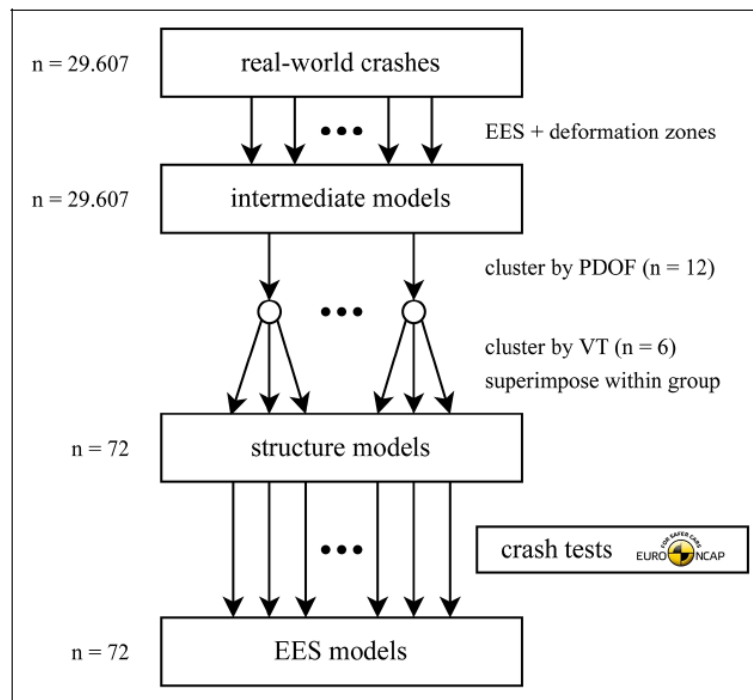 n = 29.607
real-world crashes
EES + deformation zones
n = 29.607
intermediate models
cluster by PDOF (n = 12)
cluster by VT (n = 6)
superimpose within group
n = 72
structure models
crash tests
FOR SAFER CARS
EURO NCAP
n = 72
EES models